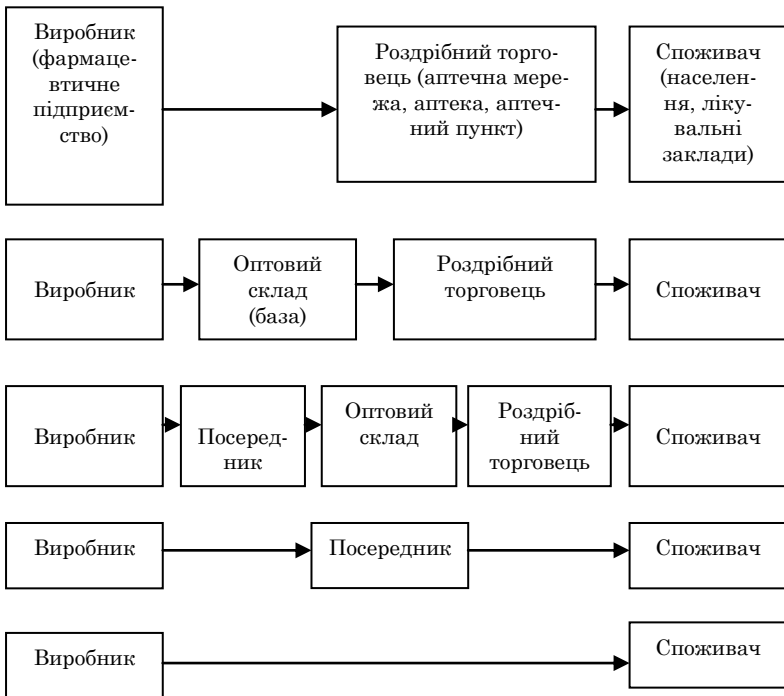 Виробник
(фармаце-
втичне
підприєм-
ство)
Роздрібний торго-
вець (аптечна мере-
жа, аптека, аптеч-
ний пункт)
Споживач
(населен-
ня, ліку-
вальні
заклади)
Виробник
Оптовий
склад
(база)
Роздрібний
торговець
Споживач
Виробник
Посеред-
ник
Оптовий
склад
Роздріб-
ний
торговець
Споживач
Виробник
Посередник
Споживач
Виробник
Споживач